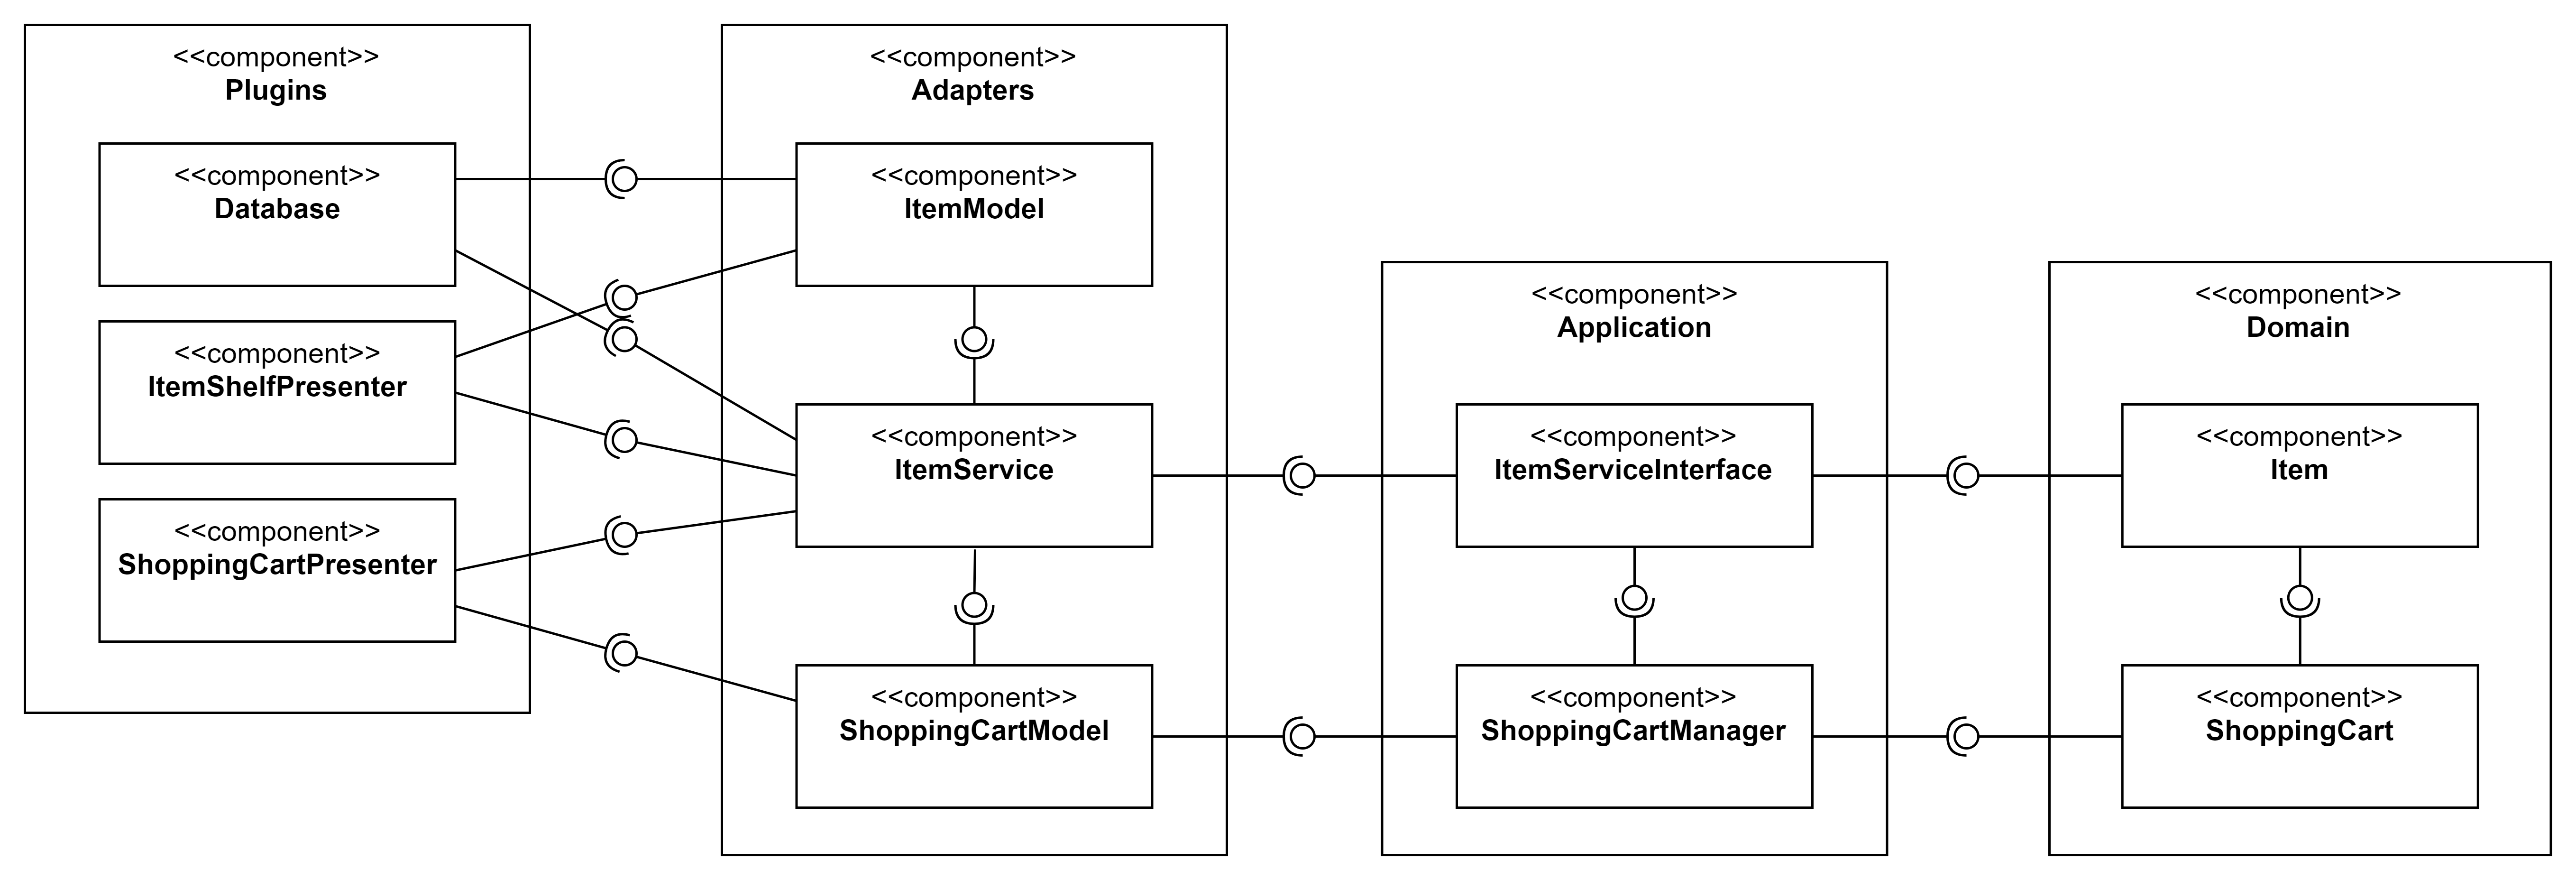 <<component>>
Plugins
<<component>>
Database
<<component>>
ItemShelfPresenter
<<component>>
ShoppingCartPresenter
<<component>>
Adapters
<<component>>
ItemModel
<<component>>
ItemService
<<component>>
ShoppingCartModel
<<component>>
Application
<<component>>
ItemServiceInterface
<<component>>
ShoppingCartManager
<<component>>
Domain
<<component>>
Item
<<component>>
ShoppingCart